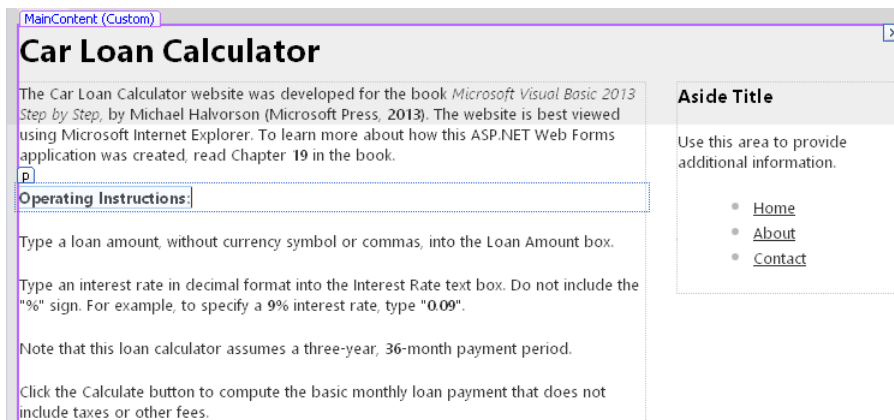 MainContent (Custom)
Car Loan Calculator
The Car Loan Calculator website was developed for the book Microsoft Visual Basic 2013
Step by Step, by Michael Halvorson (Microsoft Press, 2013). The website is best viewed
using Microsoft Internet Explorer. To learn more about how this ASP.NET Web Forms
application was created, read Chapter 19 in the book.
p
Operating Instructions:
Type a loan amount, without currency symbol or commas, into the Loan Amount box.
Type an interest rate in decimal format into the Interest Rate text box. Do not include the
"%" sign. For example, to specify a 9% interest rate, type "0.09".
Note that this loan calculator assumes a three-year, 36-month payment period.
Click the Calculate button to compute the basic monthly loan payment that does not
include taxes or other fees.
Aside Title
Use this area to provide
additional information.
Home
About
Contact